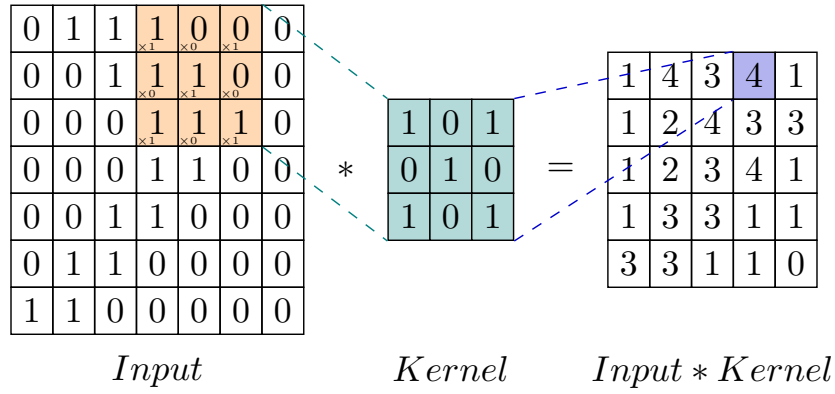 0 1 1 1 0 0 0
×1 ×0 ×1
0 0 1 1 1 0 0
×0 ×1 ×0
0 0 0 1 1 1 0
×1 ×0 ×1
0 0 0 1 1 0 0
0 0 1 1 0 0 0
0 1 1 0 0 0 0
1 1 0 0 0 0 0
Input
*
1 0 1
0 1 0
1 0 1
Kernel
=
1 4 3 4 1
1 2 4 3 3
1 2 3 4 1
1 3 3 1 1
3 3 1 1 0
Input * Kernel